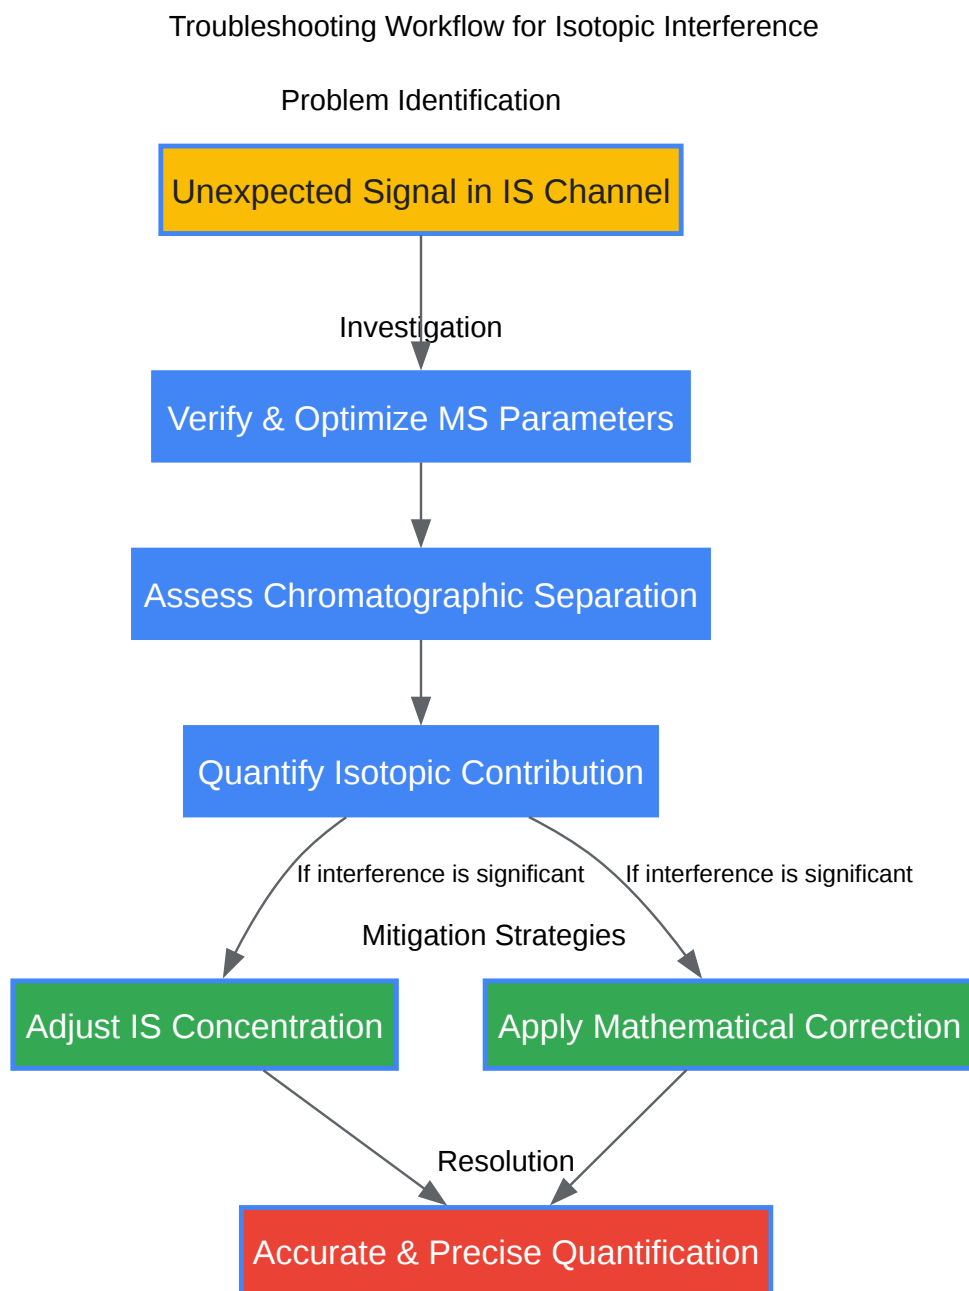 Troubleshooting Workflow for Isotopic Interference
Problem Identification
Unexpected Signal in IS Channel
Investigation
Verify & Optimize MS Parameters
Assess Chromatographic Separation
Quantify Isotopic Contribution
If interference is significant
If interference is significant
Mitigation Strategies
Adjust IS Concentration
Apply Mathematical Correction
Resolution
Accurate & Precise Quantification